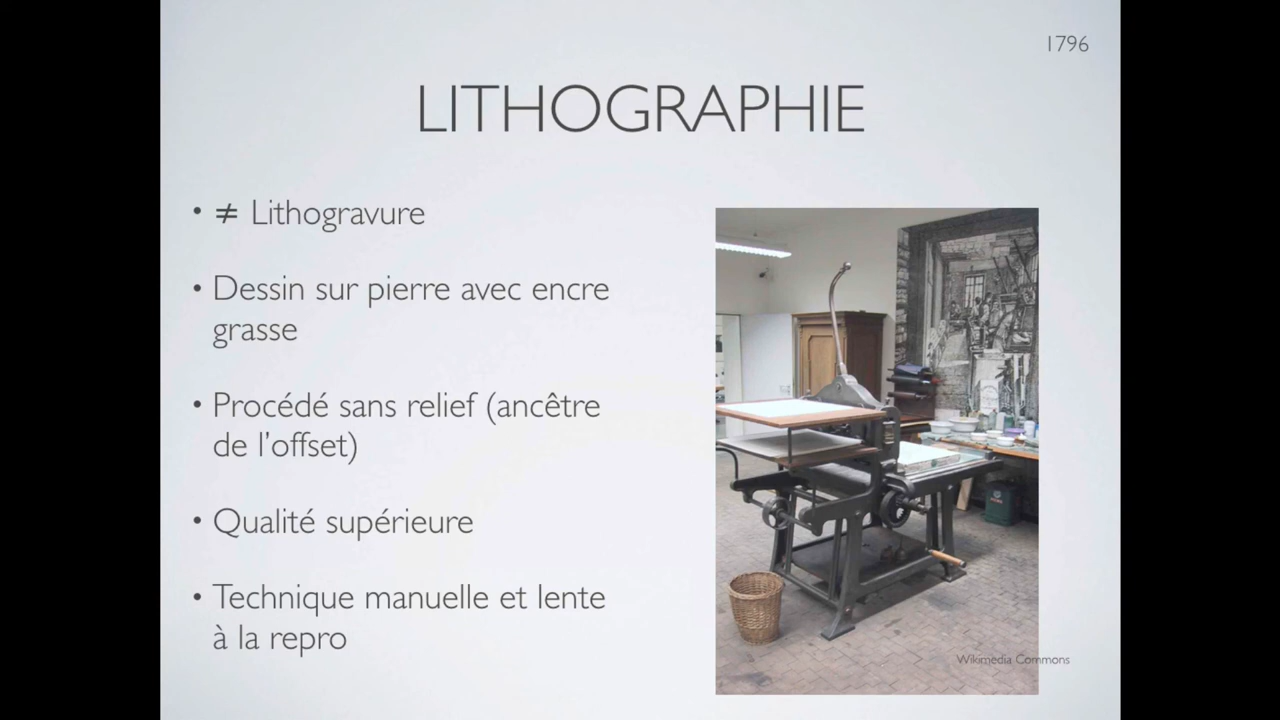 1796
LITHOGRAPHIE
• ≠ Lithogravure
• Dessin sur pierre avec encre
grasse
• Procédé sans relief (ancêtre
de l'offset)
• Qualité supérieure
• Technique manuelle et lente
à la repro
Wikimedia Commons